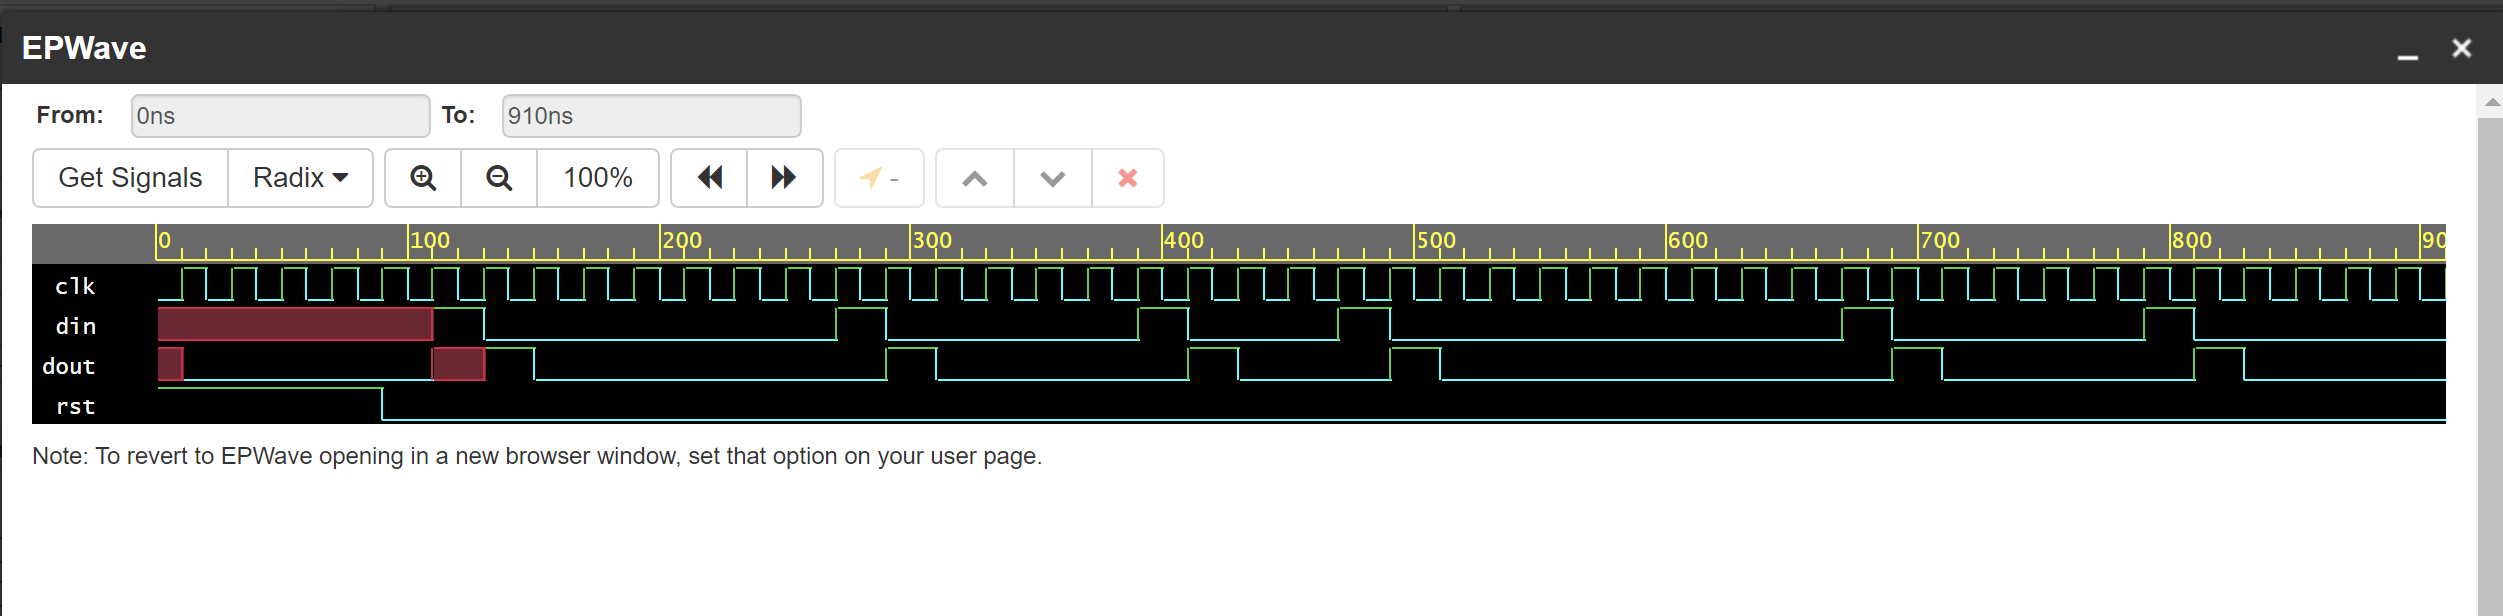 EPWave
From: 0ns To: 910ns
Get Signals Radix 100% -
0 100 200 300 400 500 600 700 800 90
clk
din
dout
rst
Note: To revert to EPWave opening in a new browser window, set that option on your user page.